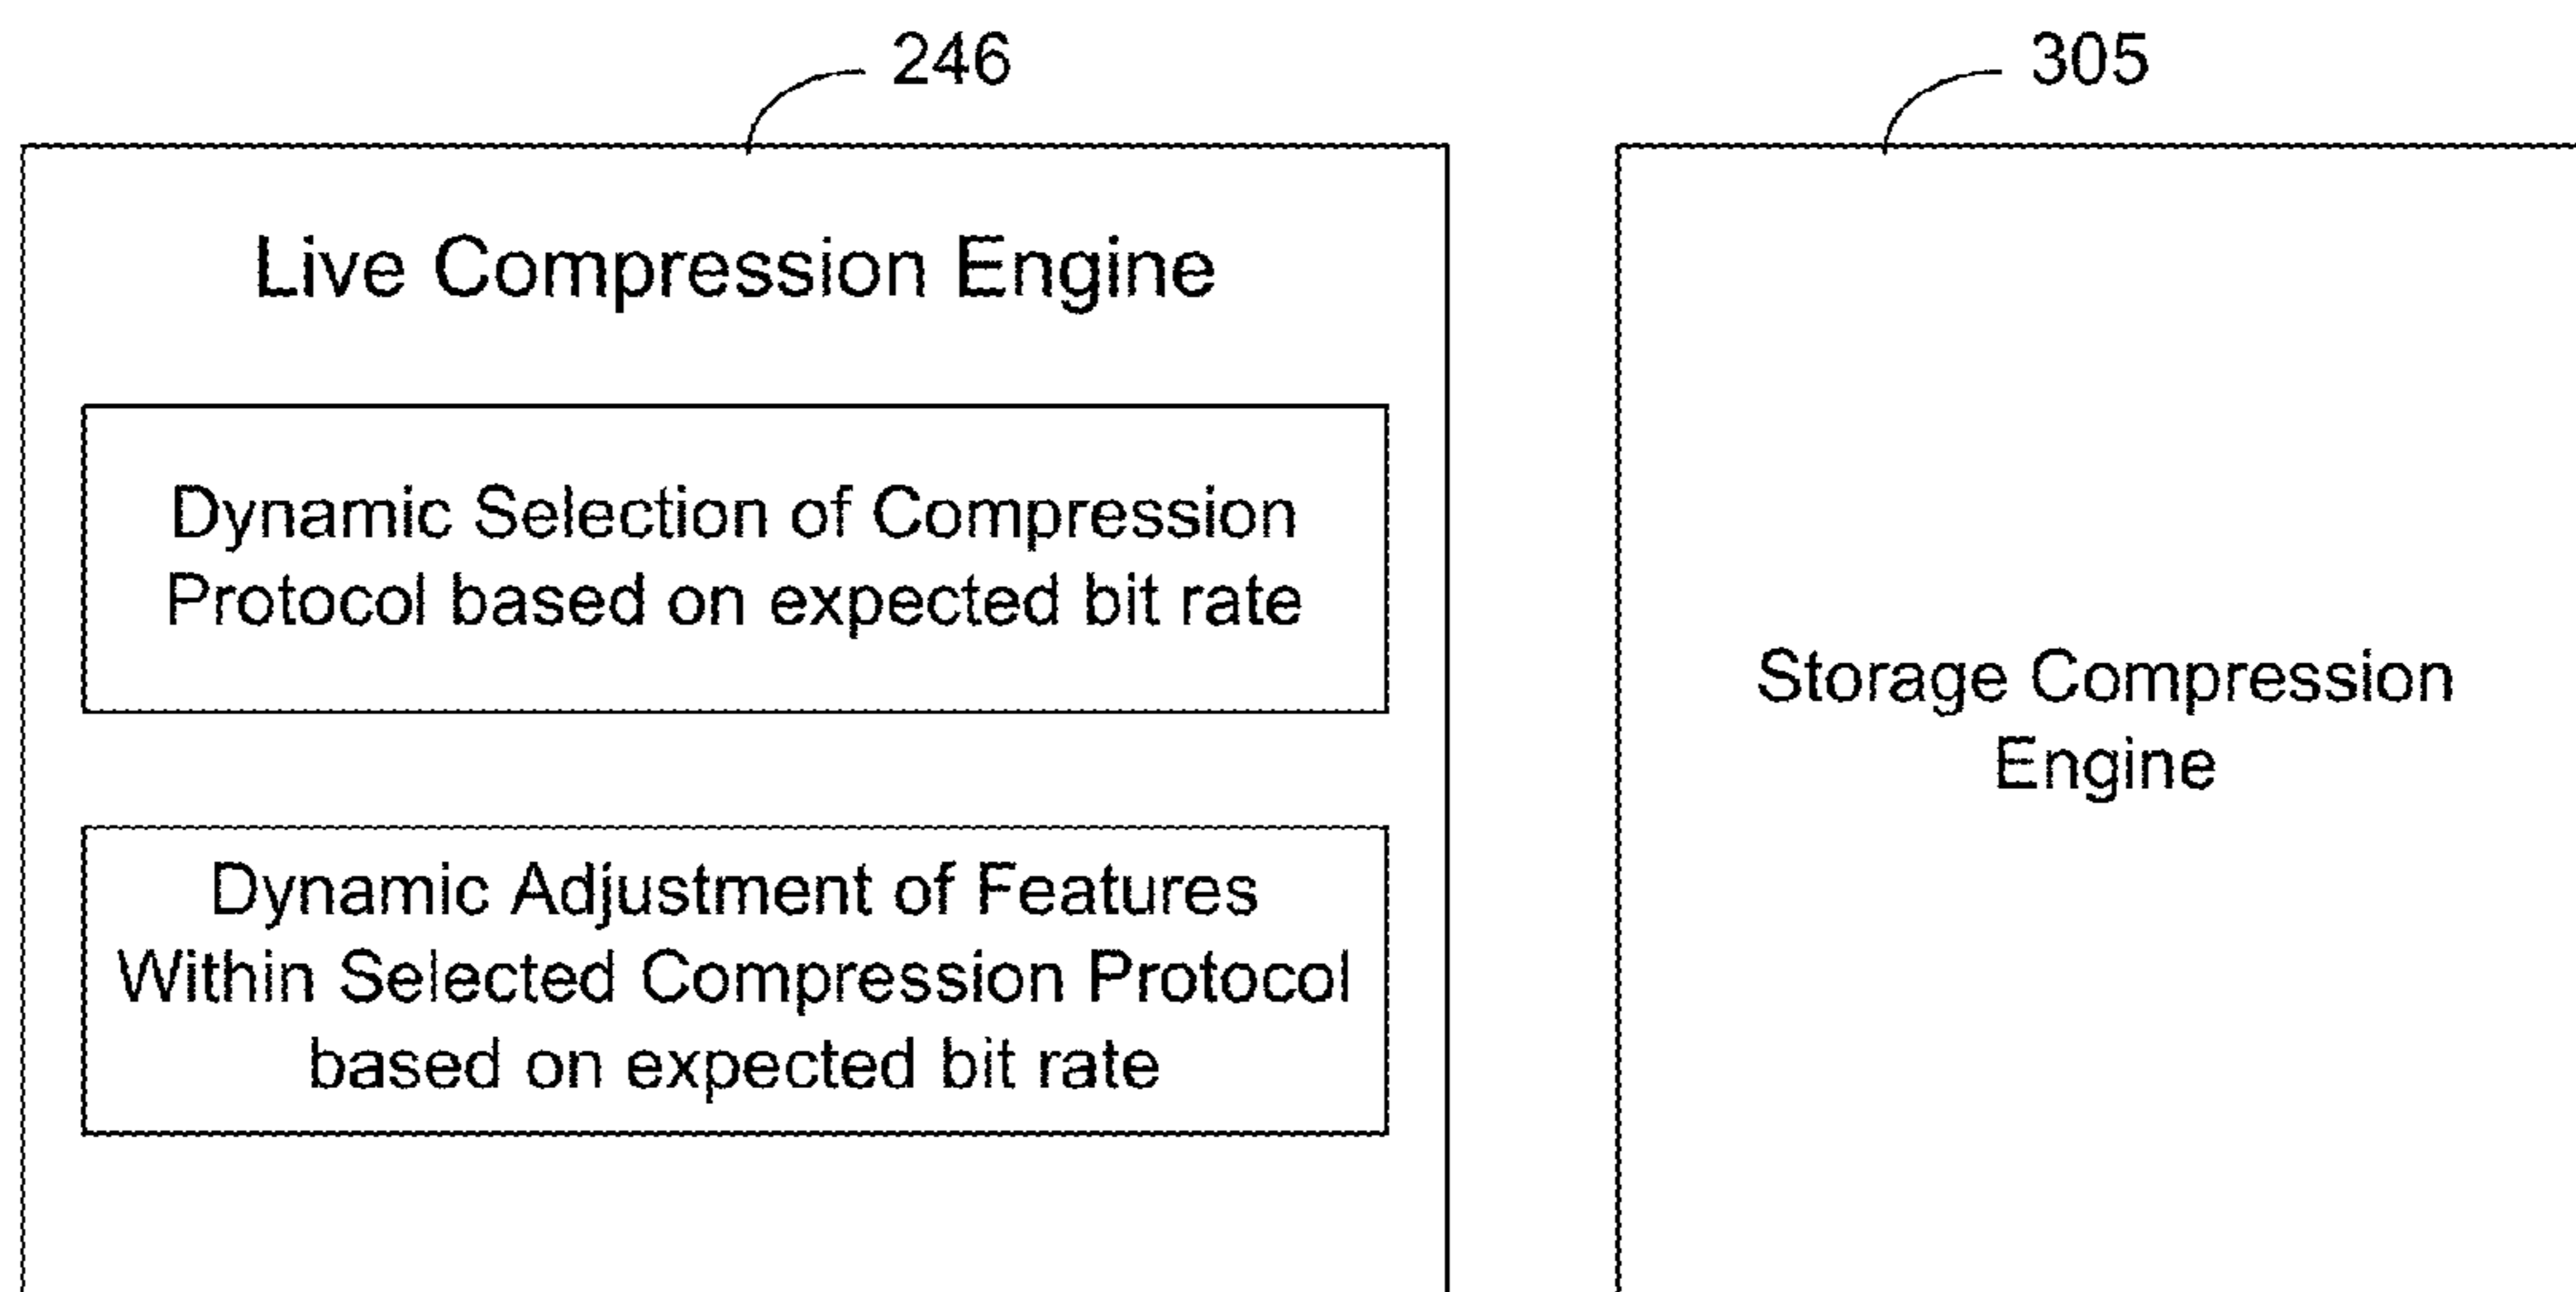 246
Live Compression Engine
Dynamic Selection of Compression
Protocol based on expected bit rate
Dynamic Adjustment of Features
Within Selected Compression Protocol
based on expected bit rate
305
Storage Compression
Engine